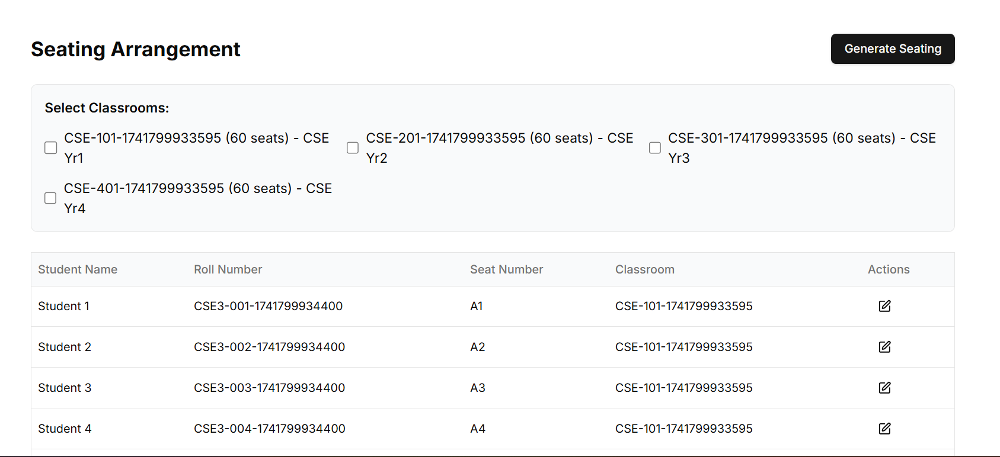 Seating Arrangement
Generate Seating
Select Classrooms:
CSE-101-1741799933595 (60 seats) - CSE
Yr1
CSE-201-1741799933595 (60 seats) - CSE
Yr2
CSE-301-1741799933595 (60 seats) - CSE
Yr3
CSE-401-1741799933595 (60 seats) - CSE
Yr4
Student Name Roll Number Seat Number Classroom Actions
Student 1 CSE3-001-1741799934400 A1 CSE-101-1741799933595
Student 2 CSE3-002-1741799934400 A2 CSE-101-1741799933595
Student 3 CSE3-003-1741799934400 A3 CSE-101-1741799933595
Student 4 CSE3-004-1741799934400 A4 CSE-101-1741799933595